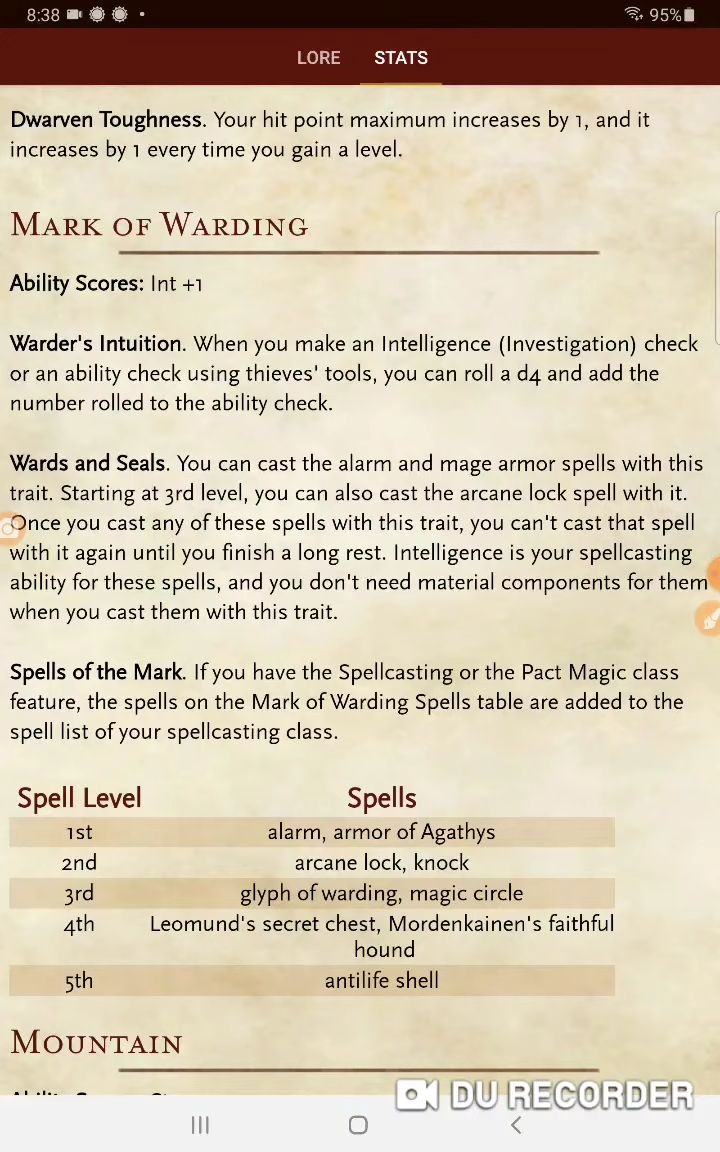 8:38
95%
LORE STATS
Dwarven Toughness. Your hit point maximum increases by 1, and it
increases by 1 every time you gain a level.
Mark of Warding
Ability Scores: Int +1
Warder's Intuition. When you make an Intelligence (Investigation) check
or an ability check using thieves' tools, you can roll a d4 and add the
number rolled to the ability check.
Wards and Seals. You can cast the alarm and mage armor spells with this
trait. Starting at 3rd level, you can also cast the arcane lock spell with it.
Once you cast any of these spells with this trait, you can't cast that spell
with it again until you finish a long rest. Intelligence is your spellcasting
ability for these spells, and you don't need material components for them
when you cast them with this trait.
Spells of the Mark. If you have the Spellcasting or the Pact Magic class
feature, the spells on the Mark of Warding Spells table are added to the
spell list of your spellcasting class.
Spell Level Spells
1st alarm, armor of Agathys
2nd arcane lock, knock
3rd glyph of warding, magic circle
4th Leomund's secret chest, Mordenkainen's faithful
hound
5th antilife shell
Mountain
DU RECORDER